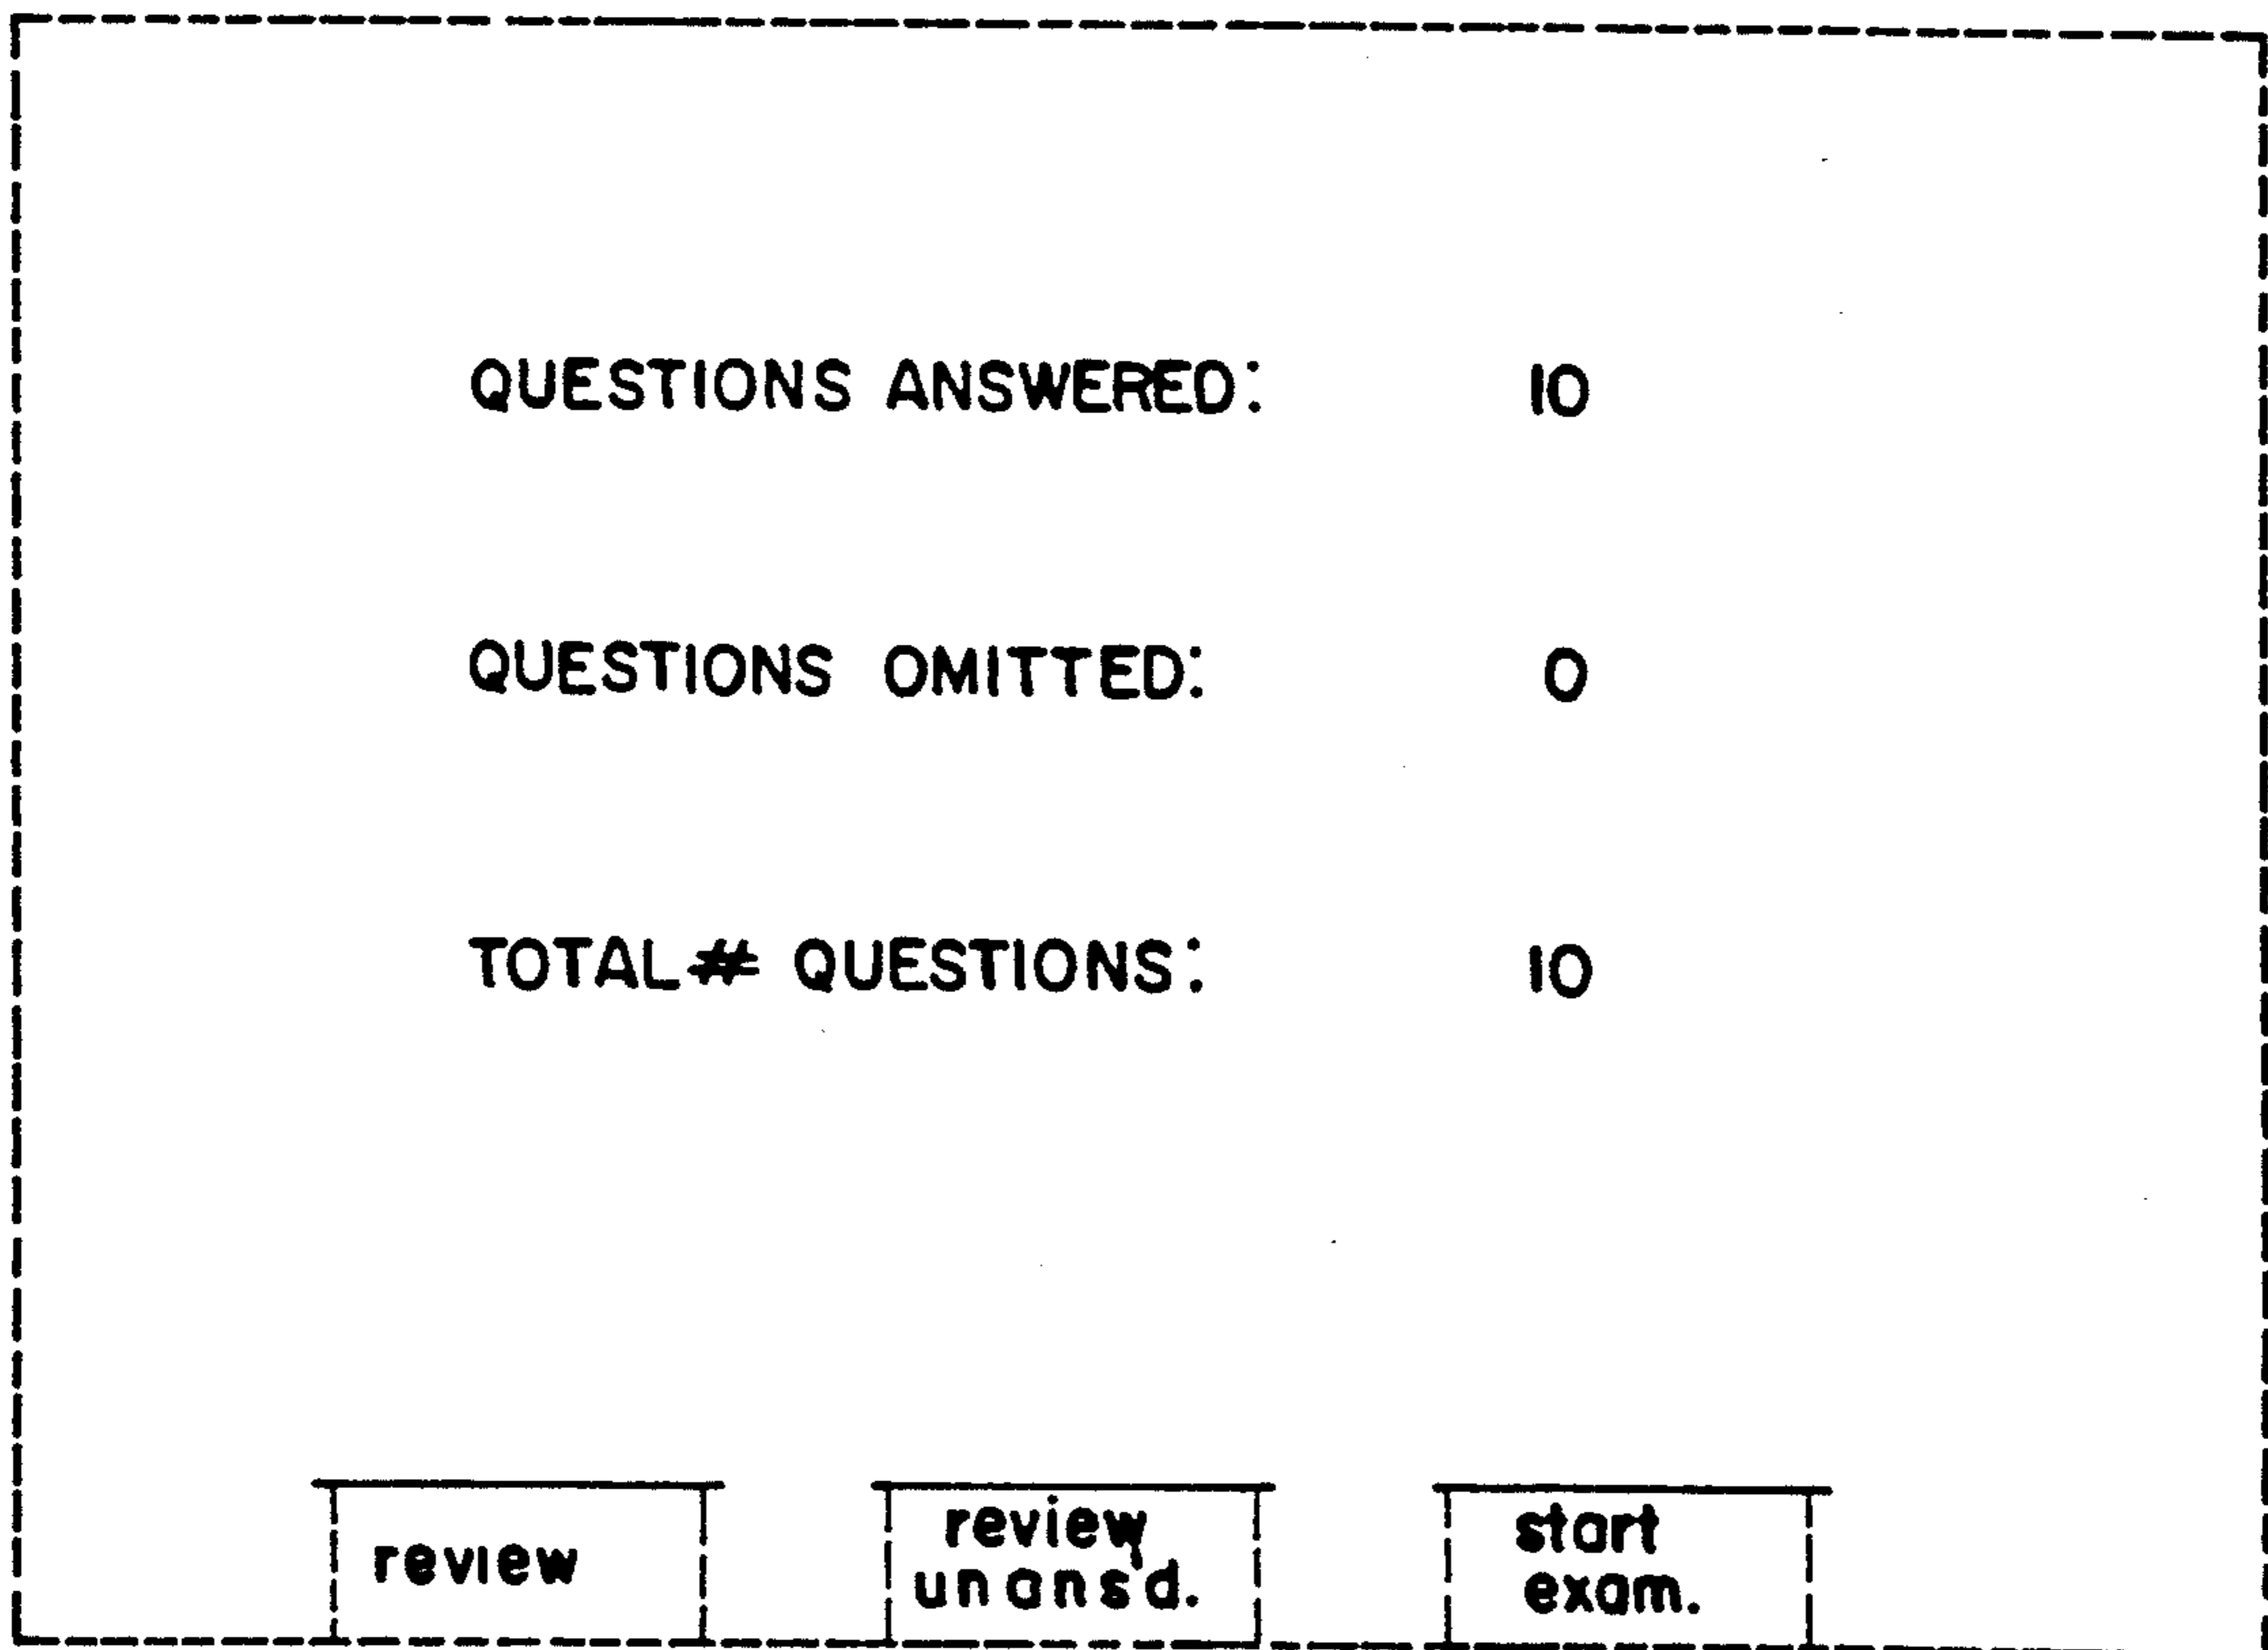 QUESTIONS ANSWERED: 10
QUESTIONS OMITTED: 0
TOTAL # QUESTIONS: 10
review
review
unans'd.
start
exam.